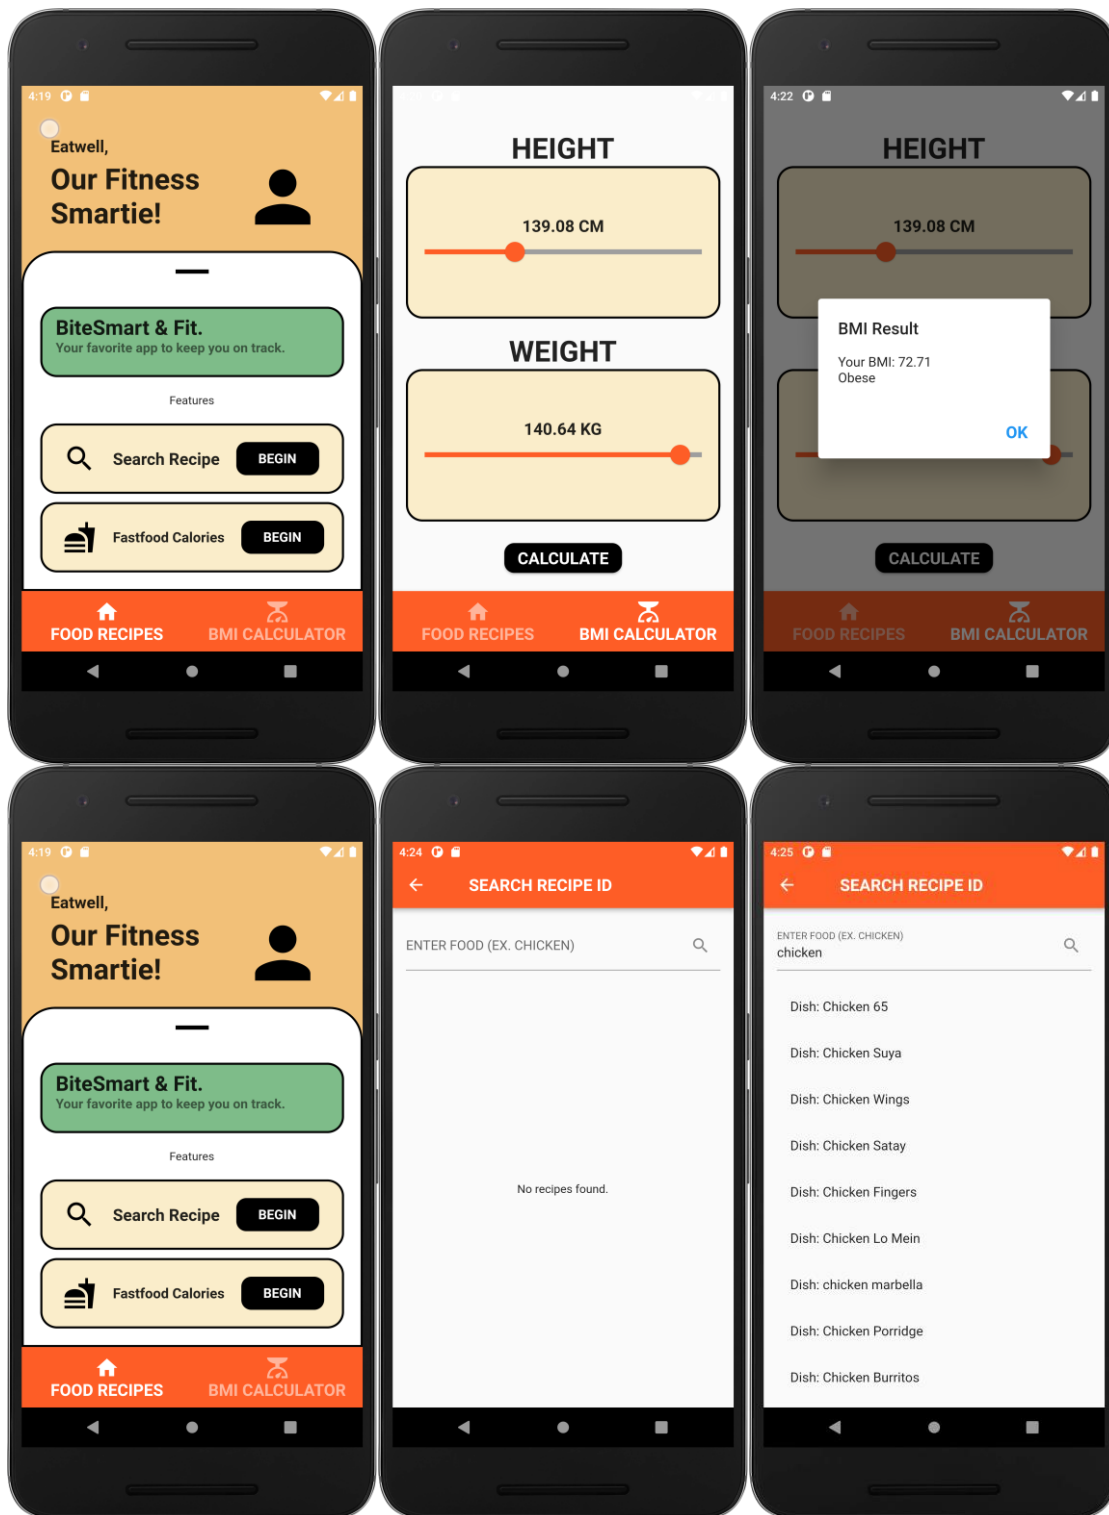 4:19
Eatwell,
Our Fitness
Smartie!
BiteSmart & Fit.
Your favorite app to keep you on track.
Features
Search Recipe BEGIN
Fastfood Calories BEGIN
FOOD RECIPES BMI CALCULATOR
HEIGHT
139.08 CM
WEIGHT
140.64 KG
CALCULATE
FOOD RECIPES BMI CALCULATOR
4:22
HEIGHT
139.08 CM
BMI Result
Your BMI: 72.71
Obese
OK
CALCULATE
FOOD RECIPES BMI CALCULATOR
4:19
Eatwell,
Our Fitness
Smartie!
BiteSmart & Fit.
Your favorite app to keep you on track.
Features
Search Recipe BEGIN
Fastfood Calories BEGIN
FOOD RECIPES BMI CALCULATOR
4:24
SEARCH RECIPE ID
ENTER FOOD (EX. CHICKEN)
No recipes found.
4:25
SEARCH RECIPE ID
ENTER FOOD (EX. CHICKEN)
chicken
Dish: Chicken 65
Dish: Chicken Suya
Dish: Chicken Wings
Dish: Chicken Satay
Dish: Chicken Fingers
Dish: Chicken Lo Mein
Dish: chicken marbella
Dish: Chicken Porridge
Dish: Chicken Burritos